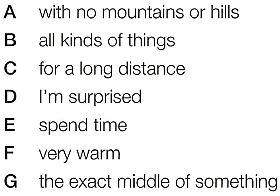 A with no mountains or hills
B all kinds of things
C for a long distance
D I'm surprised
E spend time
F very warm
G the exact middle of something